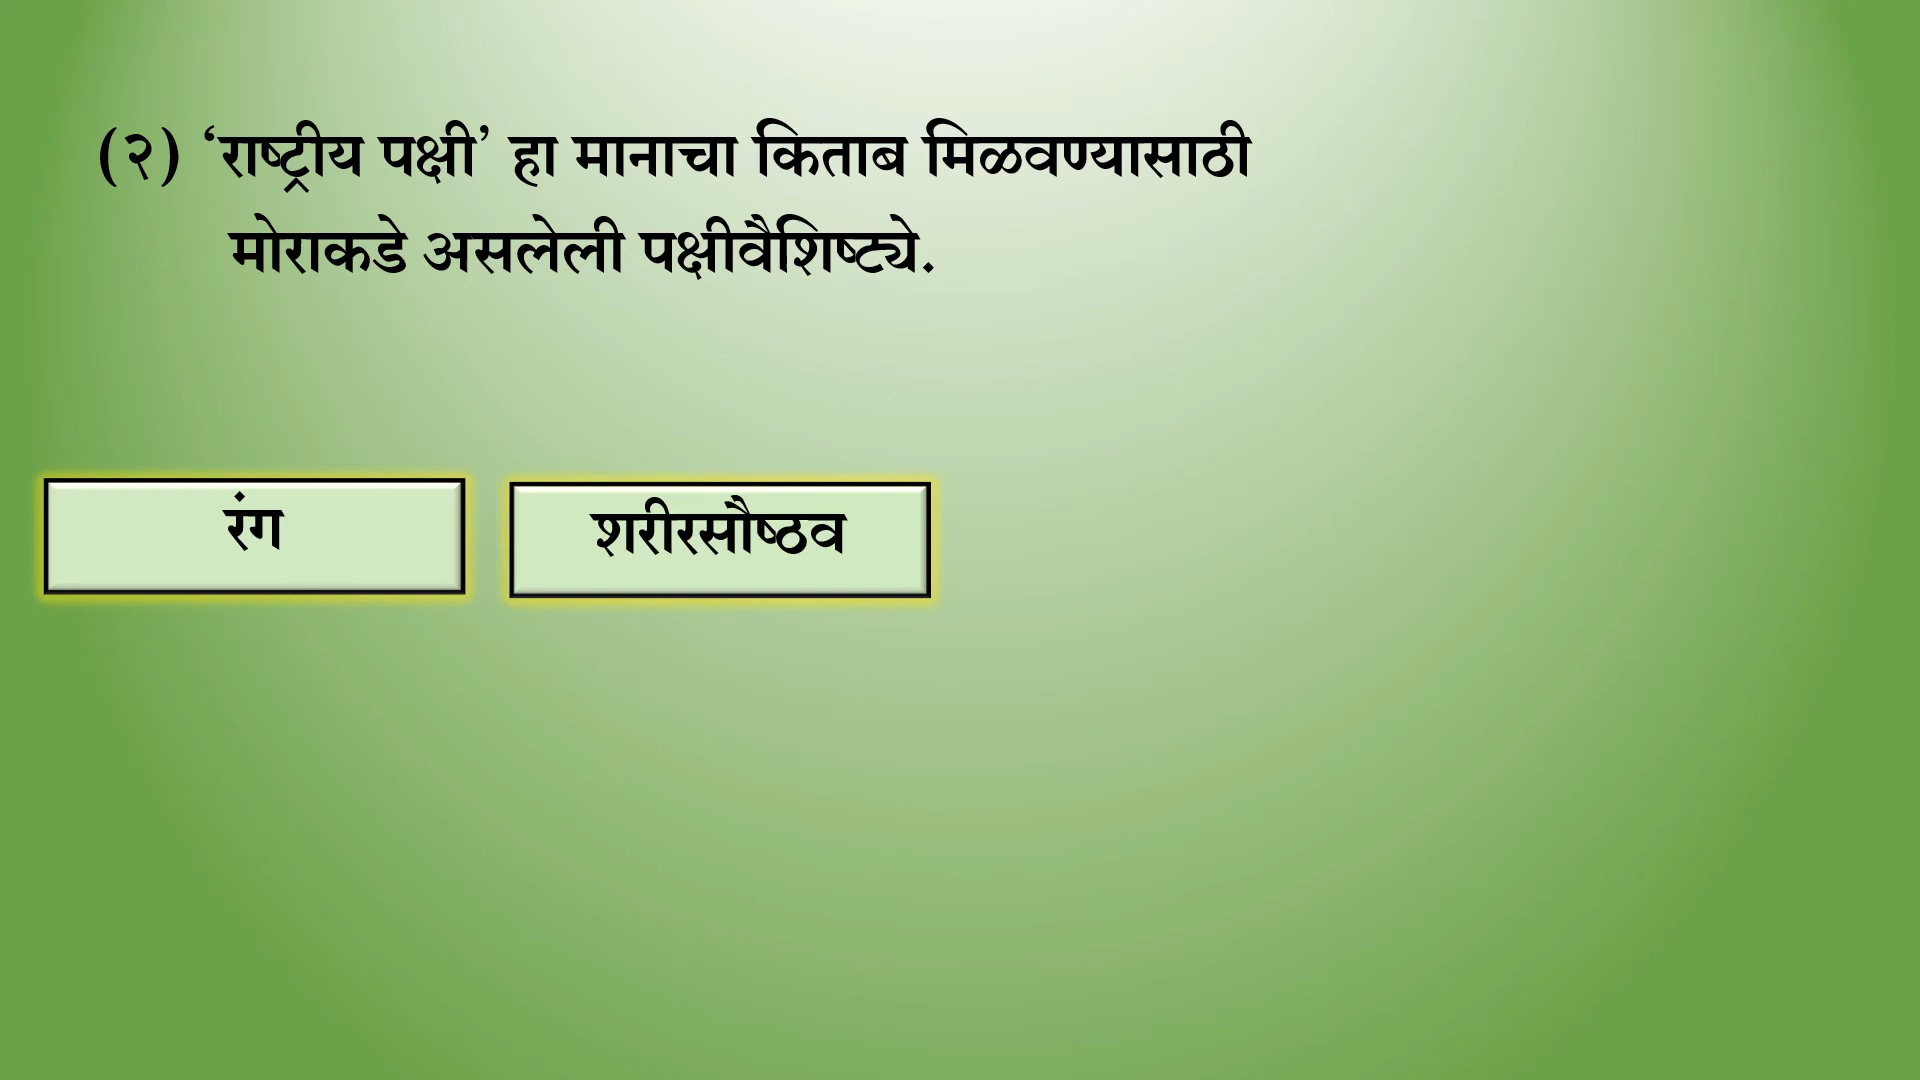 (२) ‘राष्ट्रीय पक्षी’ हा मानाचा किताब मिळवण्यासाठी
मोराकडे असलेली पक्षीवैशिष्ट्ये.
रंग
शरीरसौष्ठव